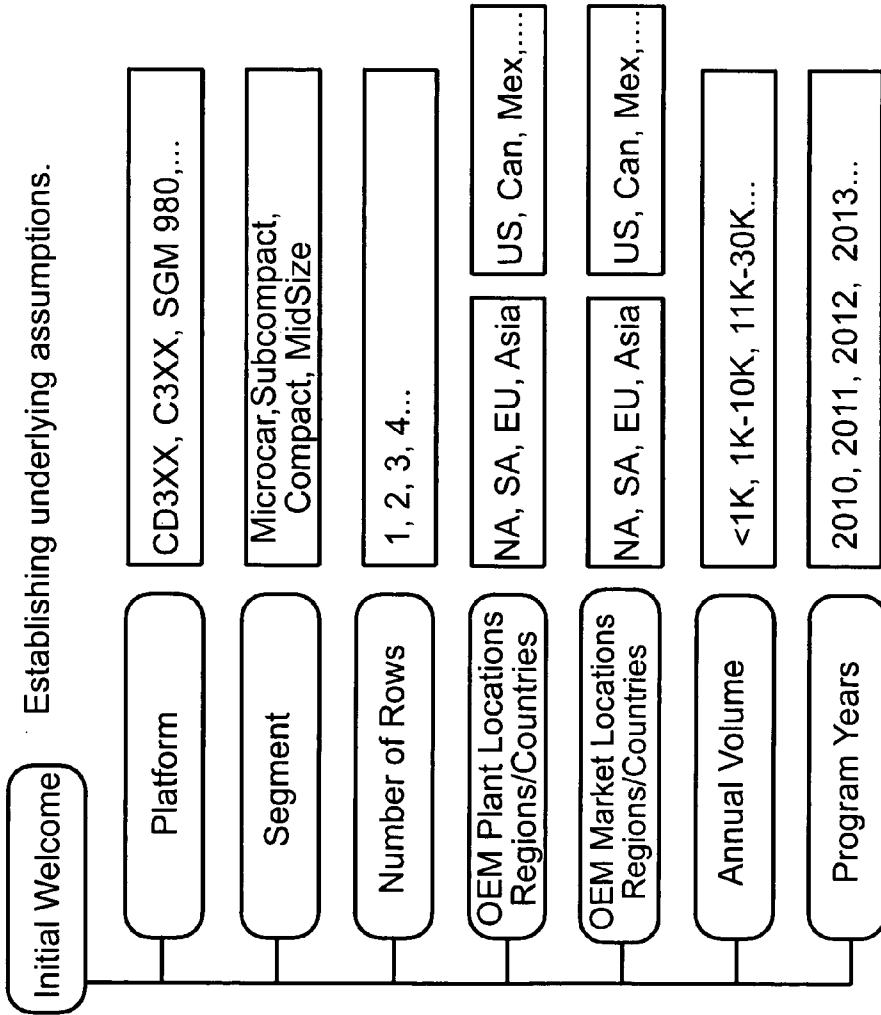 Initial Welcome
Establishing underlying assumptions.
Platform
CD3XX, C3XX, SGM 980,...
Segment
Microcar,Subcompact,
Compact, MidSize
Number of Rows
1, 2, 3, 4...
OEM Plant Locations
Regions/Countries
NA, SA, EU, Asia
US, Can, Mex,....
OEM Market Locations
Regions/Countries
NA, SA, EU, Asia
US, Can, Mex,....
Annual Volume
<1K, 1K-10K, 11K-30K...
Program Years
2010, 2011, 2012, 2013...